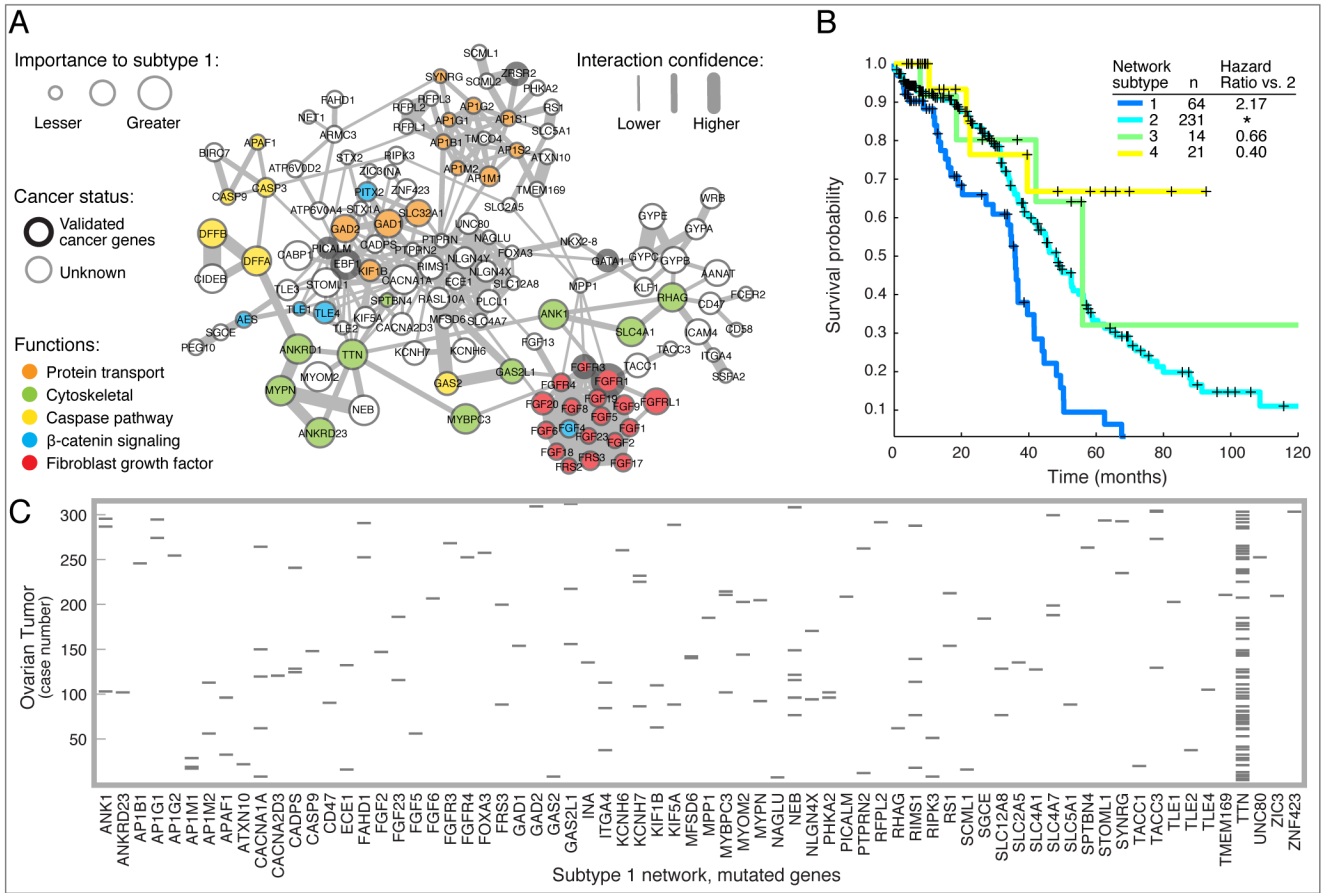 A
Importance to subtype 1:
Lesser
Greater
Interaction confidence:
Lower
Higher
Cancer status:
Validated
cancer genes
Unknown
Functions:
Protein transport
Cytoskeletal
Caspase pathway
β-catenin signaling
Fibroblast growth factor
SCML1
SYNRG
SCML2
ZRSR2
PHKA2
FAHD1
RFPL3
RFPL2
AP1G2
RS1
NET1
AP1G1
AP1S1
RFPL1
SLC5A1
ARMC3
AP1B1
TMCO4
APAF1
AP1S2
BIRC7
STX2
RIPK3
ATXN10
ATP6V0D2
ZIC3
INA
AP1M2
AP1M1
CASP3
PITX2
ZNF423
TMEM169
CASP9
ATP6V0A4
STX1A
SLC32A1
SLC2A5
WRB
GYPE
DFFB
GAD2
GAD1
UNC80
GYPA
PICALM
CADPS
PTPRN
NAGLU
NKX2-8
CABP1
PTPRN2
FOXA3
DFFA
EBF1
KIF1B
RIMS1
NLGN4Y
GATA1
GYPC
GYPB
CIDEB
STOML1
CACNA1A
ECE1
NLGN4X
AANAT
TLE3
SLC12A8
MPP1
KLF1
SPTBN4
RASL10A
PLCL1
RHAG
FCER2
TLE1
TLE4
CD47
AES
KIF5A
MFSD6
SLC4A7
ANK1
SGCE
TLE2
CACNA2D3
SLC4A1
ICAM4
CD58
PEG10
ANKRD1
TTN
KCNH7
KCNH6
FGF13
TACC3
ITGA4
MYOM2
GAS2L1
FGFR3
TACC1
SSFA2
MYPN
GAS2
FGFR4
FGFR1
NEB
FGF20
FGF19
FGF9
FGFRL1
MYBPC3
FGF8
FGF5
ANKRD23
FGF6
FGF4
FGF1
FGF23
FGF2
FGF18
FRS2
FRS3
FGF17
B
Network
subtype n Hazard
Ratio vs. 2
1 64 2.17
2 231 *
3 14 0.66
4 21 0.40
Survival probability
1.0
0.9
0.8
0.7
0.6
0.5
0.4
0.3
0.2
0.1
0 20 40 60 80 100 120
Time (months)
C
Ovarian Tumor
(case number)
300
250
200
150
100
50
ANK1
ANKRD23
AP1B1
AP1G1
AP1G2
AP1M1
AP1M2
APAF1
ATXN10
CACNA1A
CACNA2D3
CADPS
CASP9
CD47
ECE1
FAHD1
FGF2
FGF23
FGF5
FGF6
FGFR3
FGFR4
FOXA3
FRS3
GAD1
GAD2
GAS2
GAS2L1
INA
ITGA4
KCNH6
KCNH7
KIF1B
KIF5A
MFSD6
MPP1
MYBPC3
MYOM2
MYPN
NAGLU
NEB
NLGN4X
PHKA2
PICALM
PTPRN2
RFPL2
RHAG
RIMS1
RIPK3
RS1
SCML1
SGCE
SLC12A8
SLC2A5
SLC4A1
SLC4A7
SLC5A1
SPTBN4
STOML1
SYNRG
TACC1
TACC3
TLE1
TLE2
TLE4
TMEM169
TTN
UNC80
ZIC3
ZNF423
Subtype 1 network, mutated genes